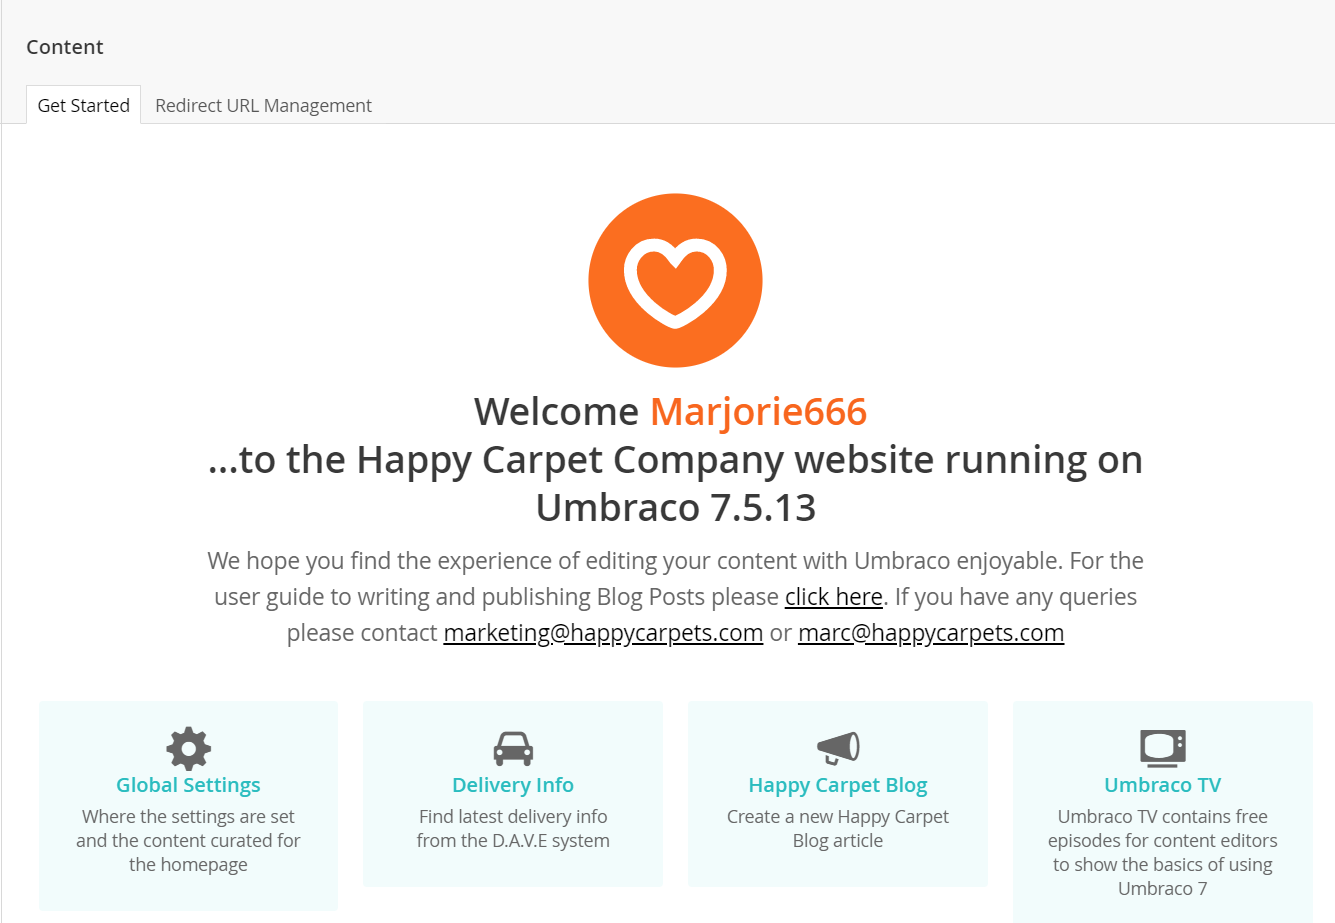 Content
Get Started
Redirect URL Management
Welcome Marjorie666
...to the Happy Carpet Company website running on
Umbraco 7.5.13
We hope you find the experience of editing your content with Umbraco enjoyable. For the
user guide to writing and publishing Blog Posts please click here. If you have any queries
please contact marketing@happycarpets.com or marc@happycarpets.com
Global Settings
Where the settings are set
and the content curated for
the homepage
Delivery Info
Find latest delivery info
from the D.A.V.E system
Happy Carpet Blog
Create a new Happy Carpet
Blog article
Umbraco TV
Umbraco TV contains free
episodes for content editors
to show the basics of using
Umbraco 7